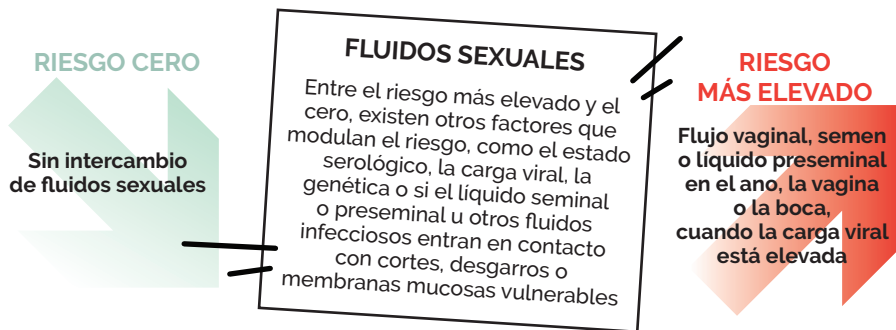 RIESGO CERO
Sin intercambio
de fluidos sexuales
FLUIDOS SEXUALES
Entre el riesgo más elevado y el
cero, existen otros factores que
modulan el riesgo, como el estado
serológico, la carga viral, la
genética o si el líquido seminal
o preseminal u otros fluidos
infecciosos entran en contacto
con cortes, desgarros o
membranas mucosas vulnerables
RIESGO
MÁS ELEVADO
Flujo vaginal, semen
o líquido preseminal
en el ano, la vagina
o la boca,
cuando la carga viral
está elevada